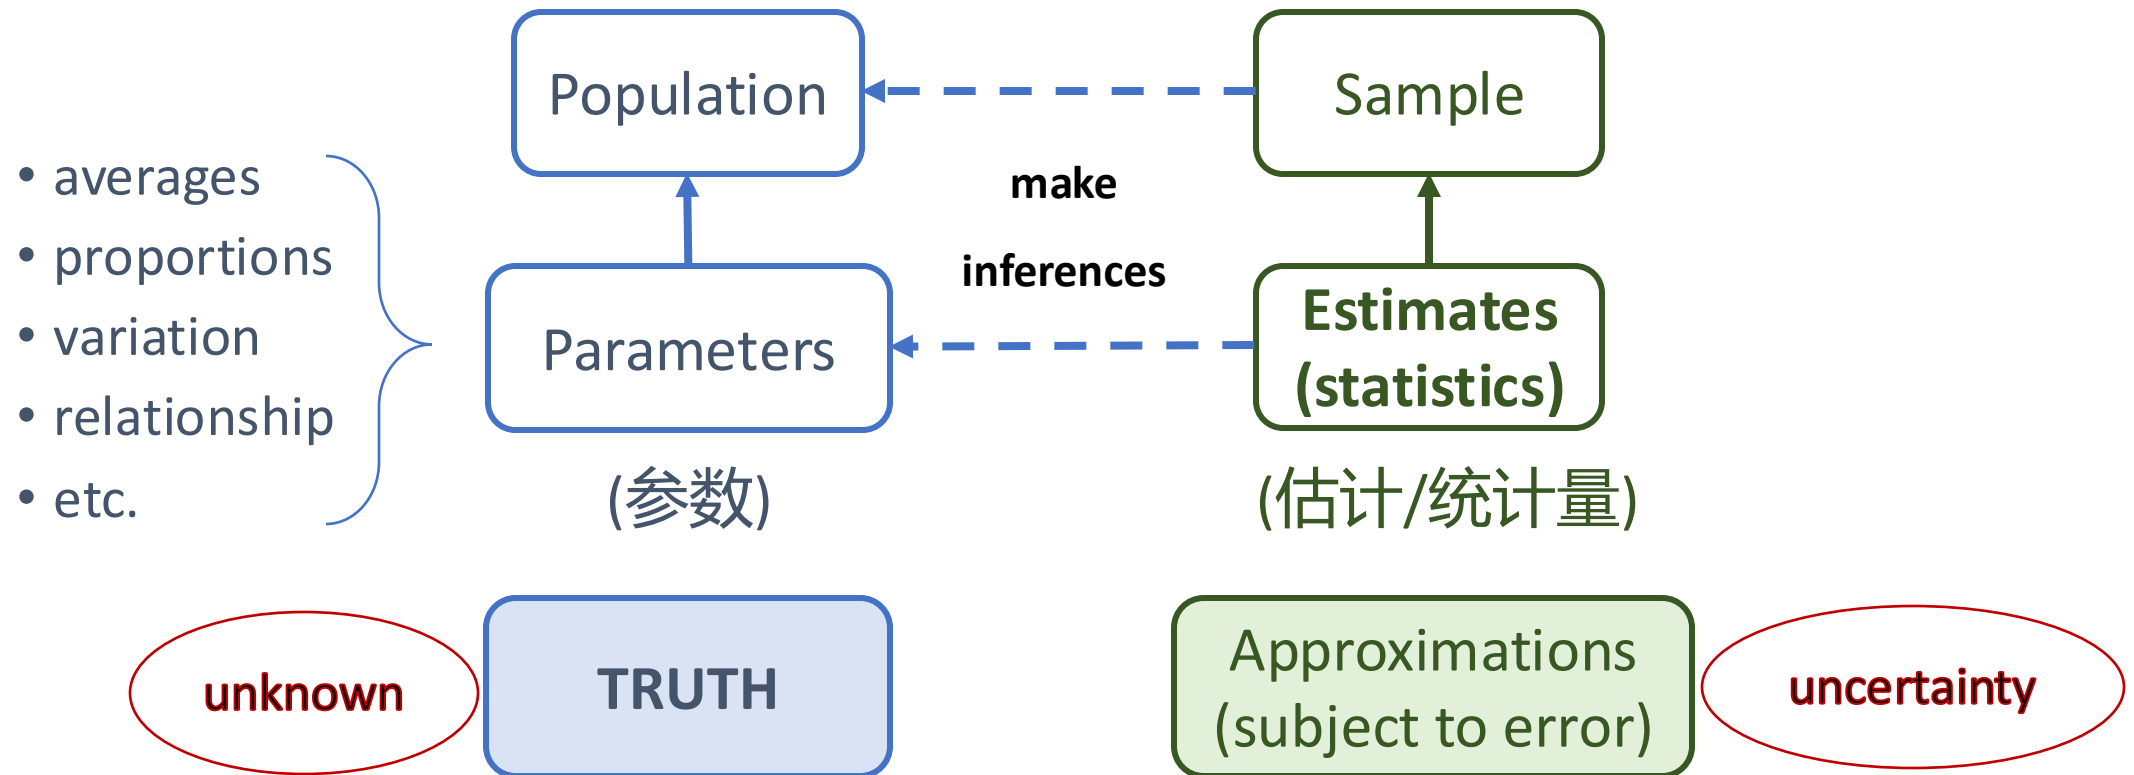 Population
Sample
• averages
• proportions
• variation
• relationship
• etc.
make
inferences
Parameters
Estimates
(statistics)
(参数)
(估计/统计量)
unknown
TRUTH
Approximations
(subject to error)
uncertainty